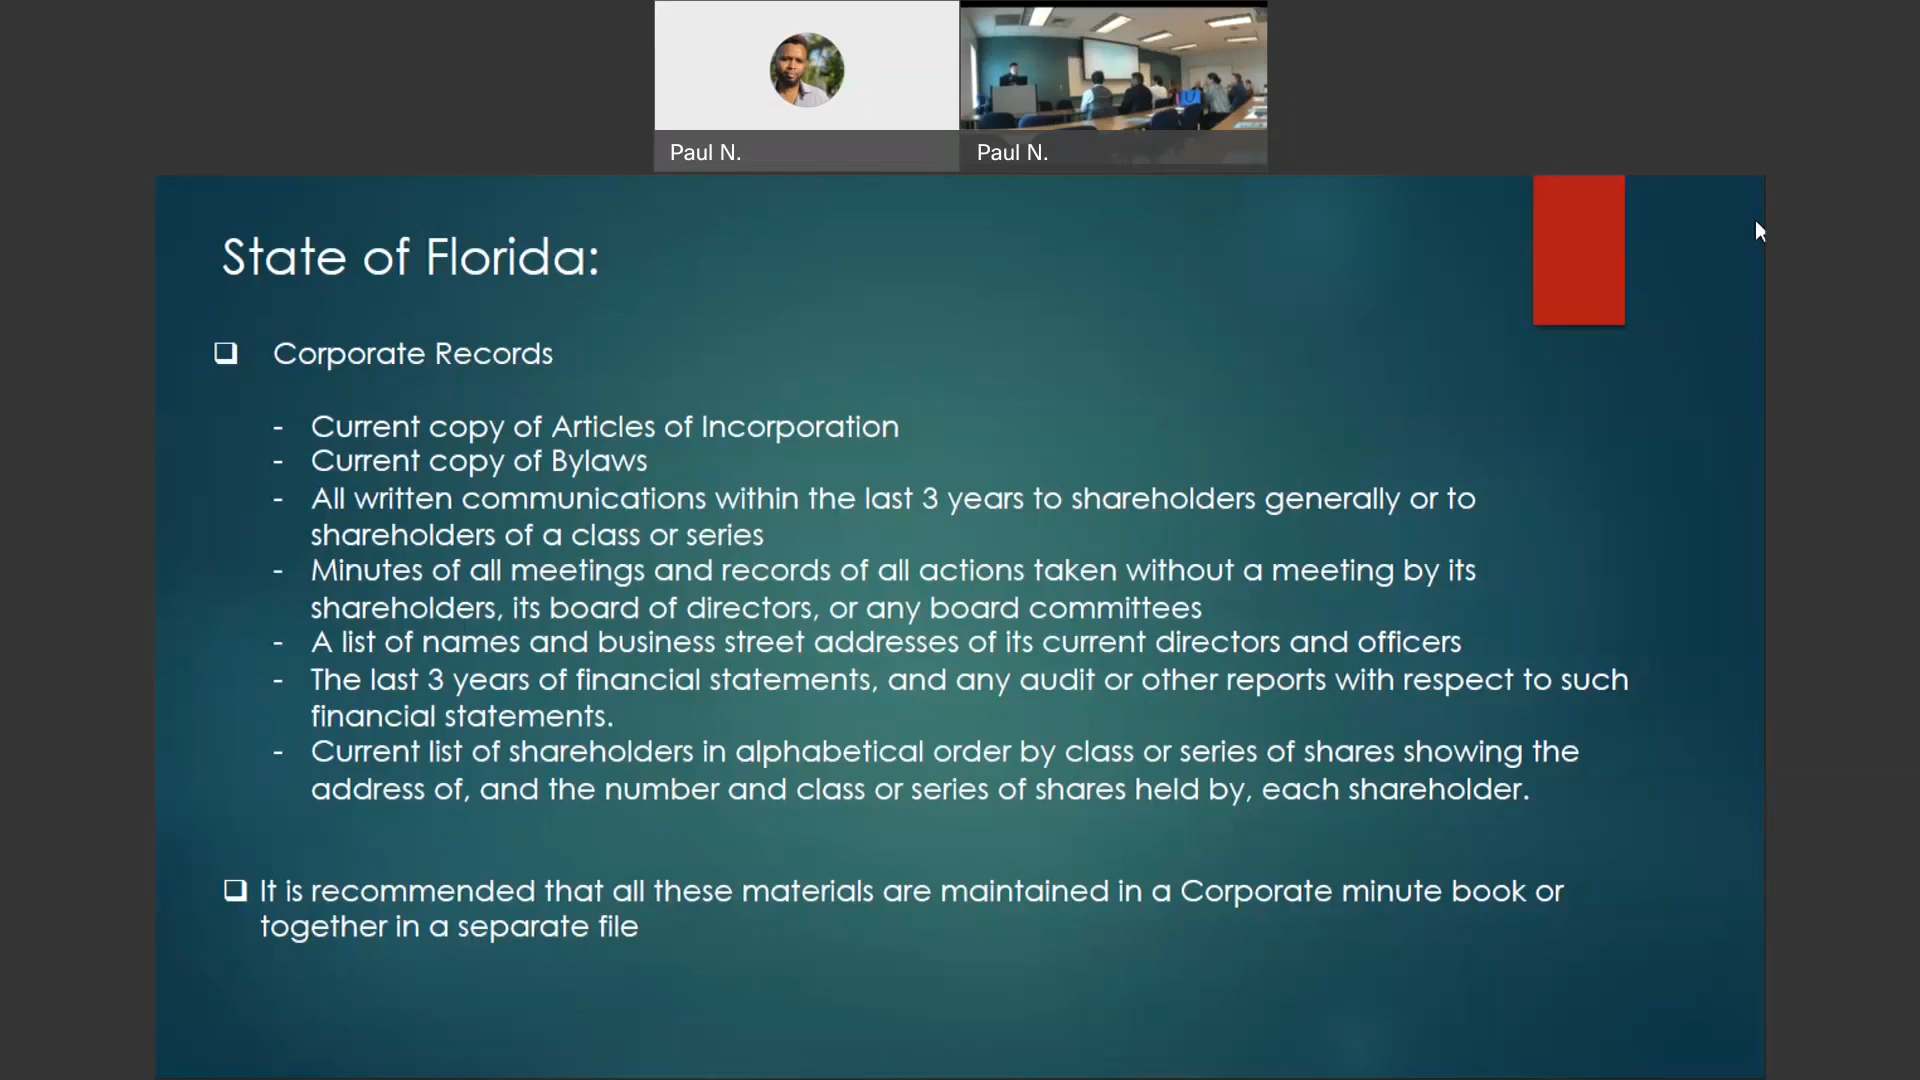 Paul N.
Paul N.
State of Florida:
❑ Corporate Records
- Current copy of Articles of Incorporation
- Current copy of Bylaws
- All written communications within the last 3 years to shareholders generally or to
shareholders of a class or series
- Minutes of all meetings and records of all actions taken without a meeting by its
shareholders, its board of directors, or any board committees
- A list of names and business street addresses of its current directors and officers
- The last 3 years of financial statements, and any audit or other reports with respect to such
financial statements.
- Current list of shareholders in alphabetical order by class or series of shares showing the
address of, and the number and class or series of shares held by, each shareholder.
❑ It is recommended that all these materials are maintained in a Corporate minute book or
together in a separate file